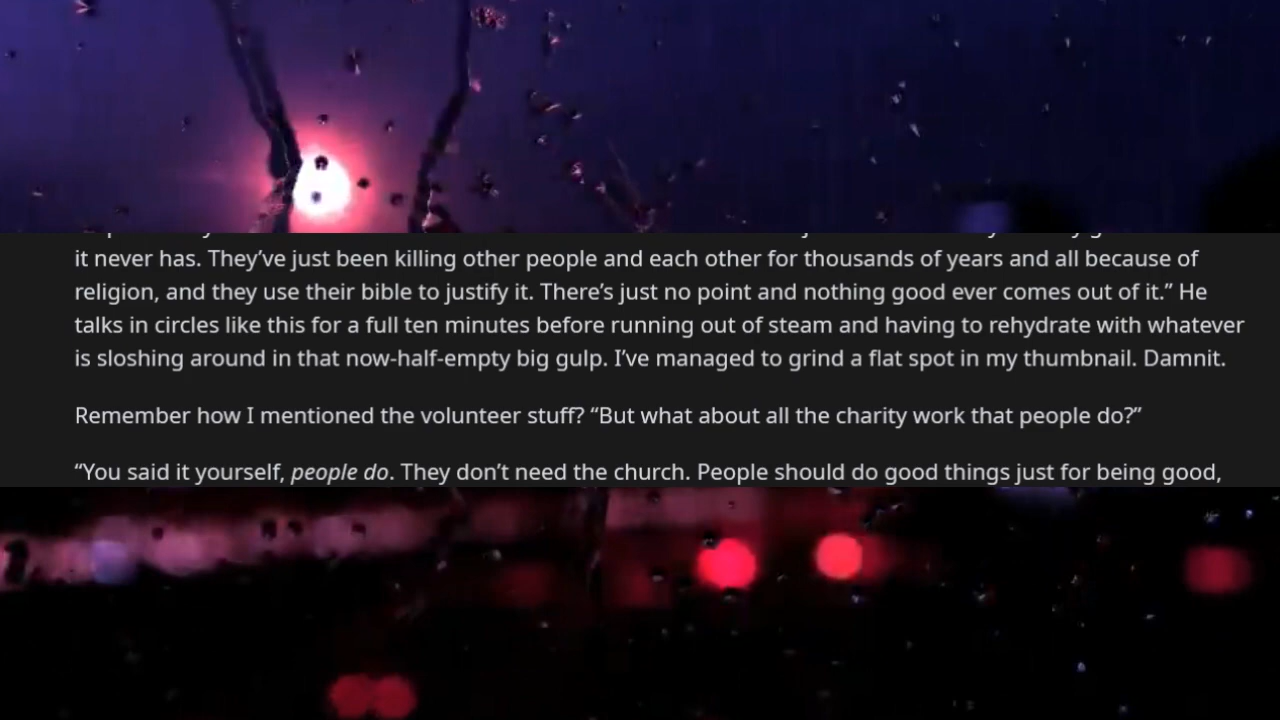 it never has. They’ve just been killing other people and each other for thousands of years and all because of
religion, and they use their bible to justify it. There’s just no point and nothing good ever comes out of it.” He
talks in circles like this for a full ten minutes before running out of steam and having to rehydrate with whatever
is sloshing around in that now-half-empty big gulp. I’ve managed to grind a flat spot in my thumbnail. Damnit.
Remember how I mentioned the volunteer stuff? “But what about all the charity work that people do?”
“You said it yourself, people do. They don’t need the church. People should do good things just for being good,